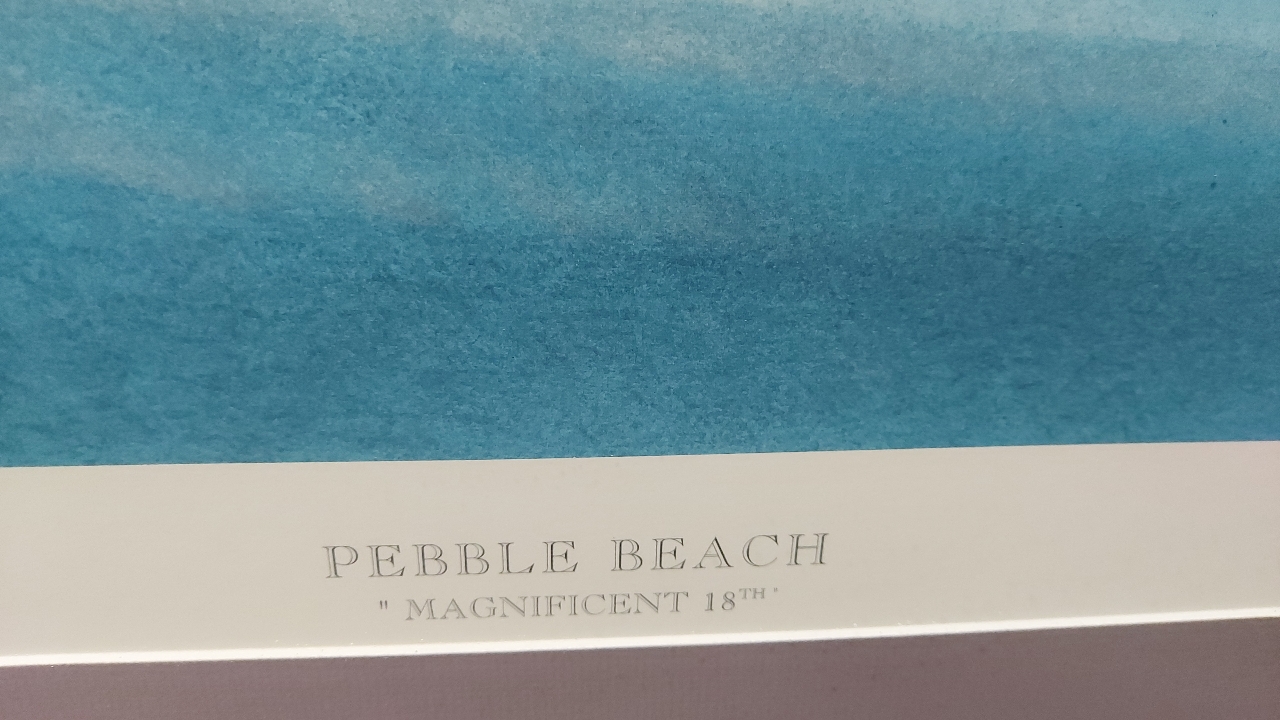 PEBBLE BEACH
" MAGNIFICENT 18TH "